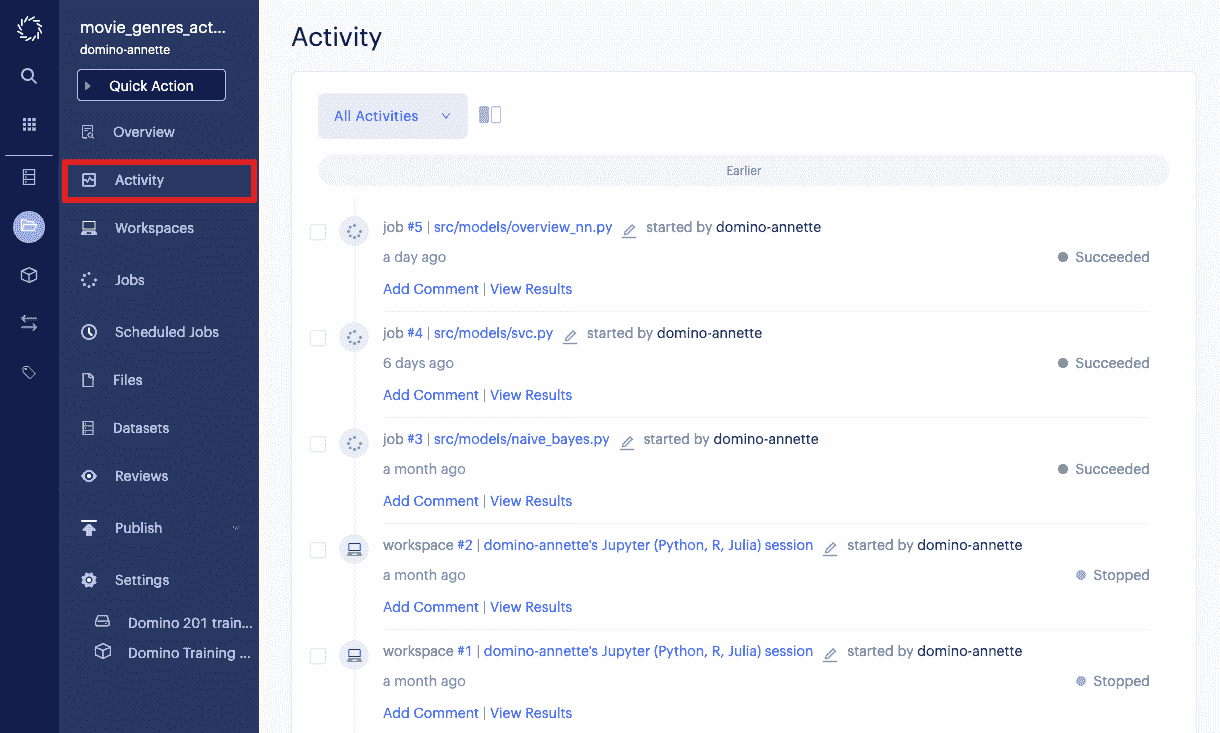 movie_genres_act...
domino-annette
Quick Action
Overview
Activity
Workspaces
Jobs
Scheduled Jobs
Files
Datasets
Reviews
Publish
Settings
Domino 201 train...
Domino Training ...
Activity
All Activities
Earlier
job #5 | src/models/overview_nn.py started by domino-annette
a day ago Succeeded
Add Comment | View Results
job #4 | src/models/svc.py started by domino-annette
6 days ago Succeeded
Add Comment | View Results
job #3 | src/models/naive_bayes.py started by domino-annette
a month ago Succeeded
Add Comment | View Results
workspace #2 | domino-annette's Jupyter (Python, R, Julia) session started by domino-annette
a month ago Stopped
Add Comment | View Results
workspace #1 | domino-annette's Jupyter (Python, R, Julia) session started by domino-annette
a month ago Stopped
Add Comment | View Results